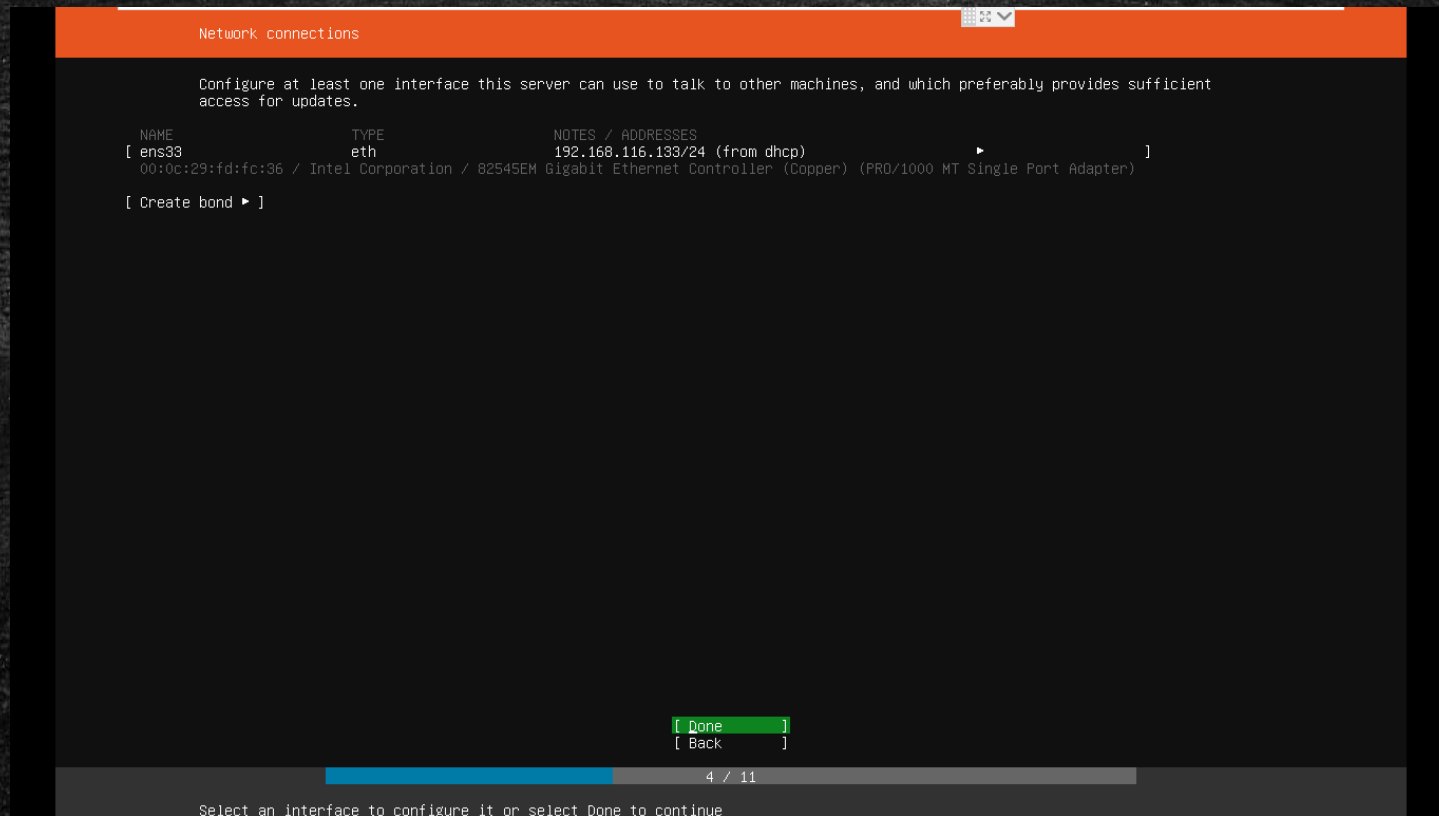 Network connections
Configure at least one interface this server can use to talk to other machines, and which preferably provides sufficient
access for updates.
NAME TYPE NOTES / ADDRESSES
[ ens33 eth 192.168.116.133/24 (from dhcp) ▸ ]
00:0c:29:fd:fc:36 / Intel Corporation / 82545EM Gigabit Ethernet Controller (Copper) (PRO/1000 MT Single Port Adapter)
[ Create bond ▸ ]
[ Done ]
[ Back ]
4 / 11
Select an interface to configure it or select Done to continue